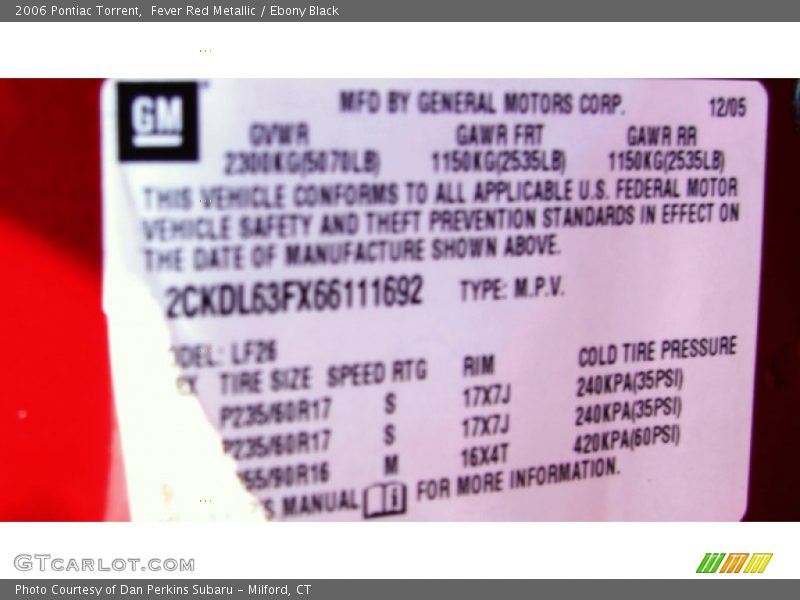 2006 Pontiac Torrent,  Fever Red Metallic / Ebony Black
GM
MFD BY GENERAL MOTORS CORP. 12/05
GVWR GAWR FRT GAWR RR
2300KG(5070LB) 1150KG(2535LB) 1150KG(2535LB)
THIS VEHICLE CONFORMS TO ALL APPLICABLE U.S. FEDERAL MOTOR
VEHICLE SAFETY AND THEFT PREVENTION STANDARDS IN EFFECT ON
THE DATE OF MANUFACTURE SHOWN ABOVE.
2CKDL63FX66111692 TYPE: M.P.V.
ODEL: LF26
TIRE SIZE SPEED RTG RIM COLD TIRE PRESSURE
P235/60R17 S 17X7J 240KPA(35PSI)
P235/60R17 S 17X7J 240KPA(35PSI)
55/90R16 M 16X4T 420KPA(60PSI)
S MANUAL i FOR MORE INFORMATION.
GTCARLOT.COM
Photo Courtesy of Dan Perkins Subaru - Milford, CT